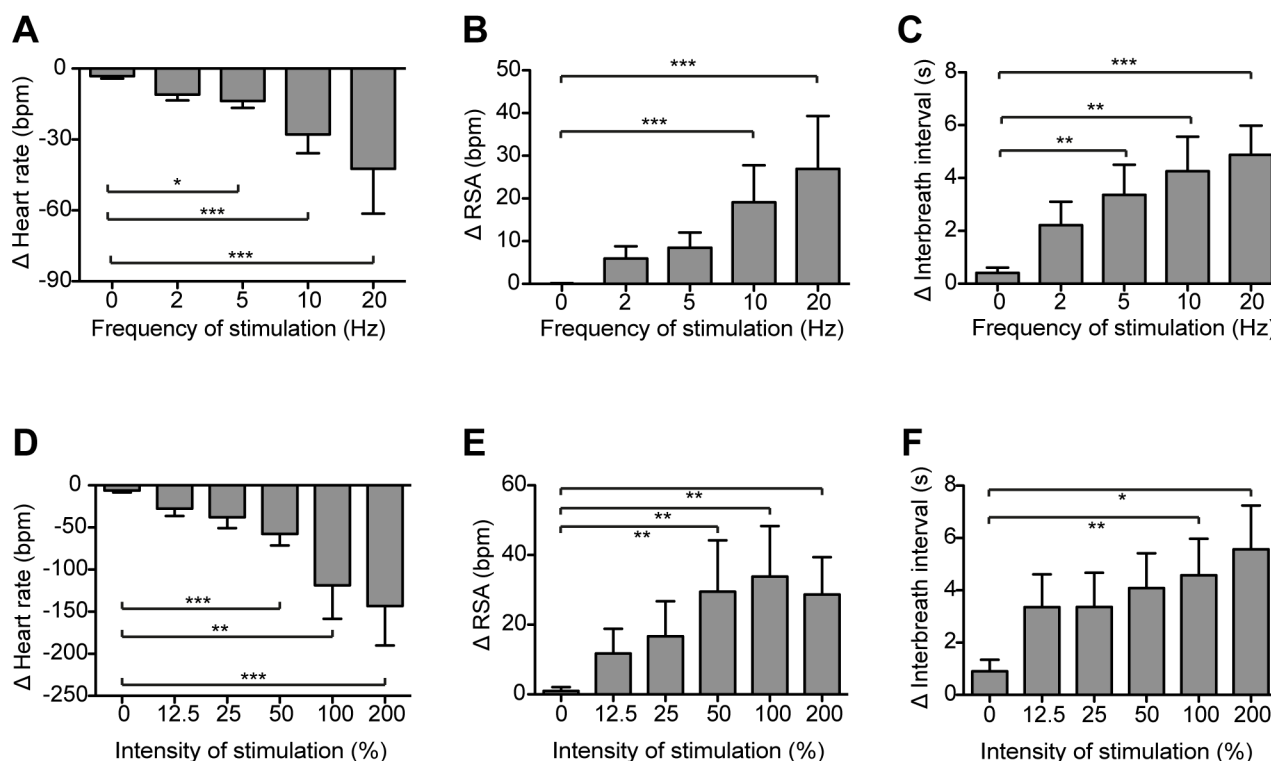 A
Δ Heart rate (bpm)
0
-30
-60
-90
*
***
***
0 2 5 10 20
Frequency of stimulation (Hz)
B
Δ RSA (bpm)
50
40
30
20
10
0
***
***
0 2 5 10 20
Frequency of stimulation (Hz)
C
Δ Interbreath interval (s)
8
6
4
2
0
***
**
**
0 2 5 10 20
Frequency of stimulation (Hz)
D
Δ Heart rate (bpm)
0
-50
-100
-150
-200
-250
***
**
***
0 12.5 25 50 100 200
Intensity of stimulation (%)
E
Δ RSA (bpm)
60
40
20
0
**
**
**
0 12.5 25 50 100 200
Intensity of stimulation (%)
F
Δ Interbreath interval (s)
8
6
4
2
0
*
**
0 12.5 25 50 100 200
Intensity of stimulation (%)